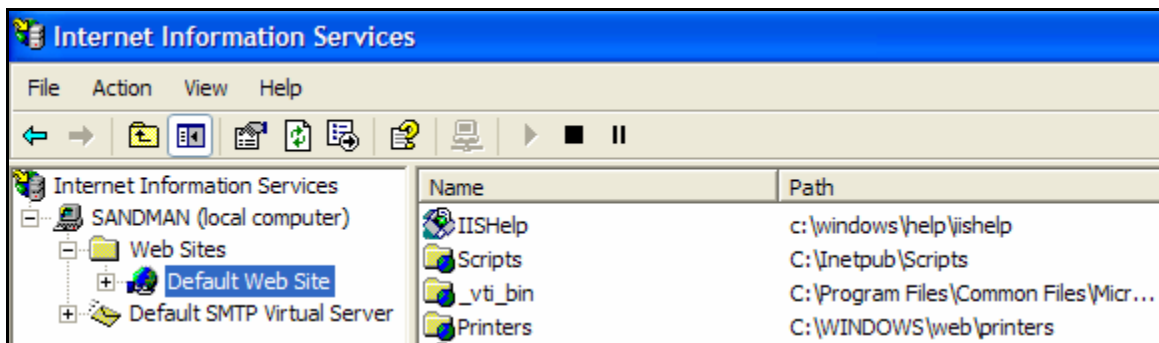 Internet Information Services
File Action View Help
Internet Information Services
SANDMAN (local computer)
Web Sites
Default Web Site
Default SMTP Virtual Server
Name Path
IISHelp c:\windows\help\iishelp
Scripts C:\Inetpub\Scripts
_vti_bin C:\Program Files\Common Files\Micr...
Printers C:\WINDOWS\web\printers